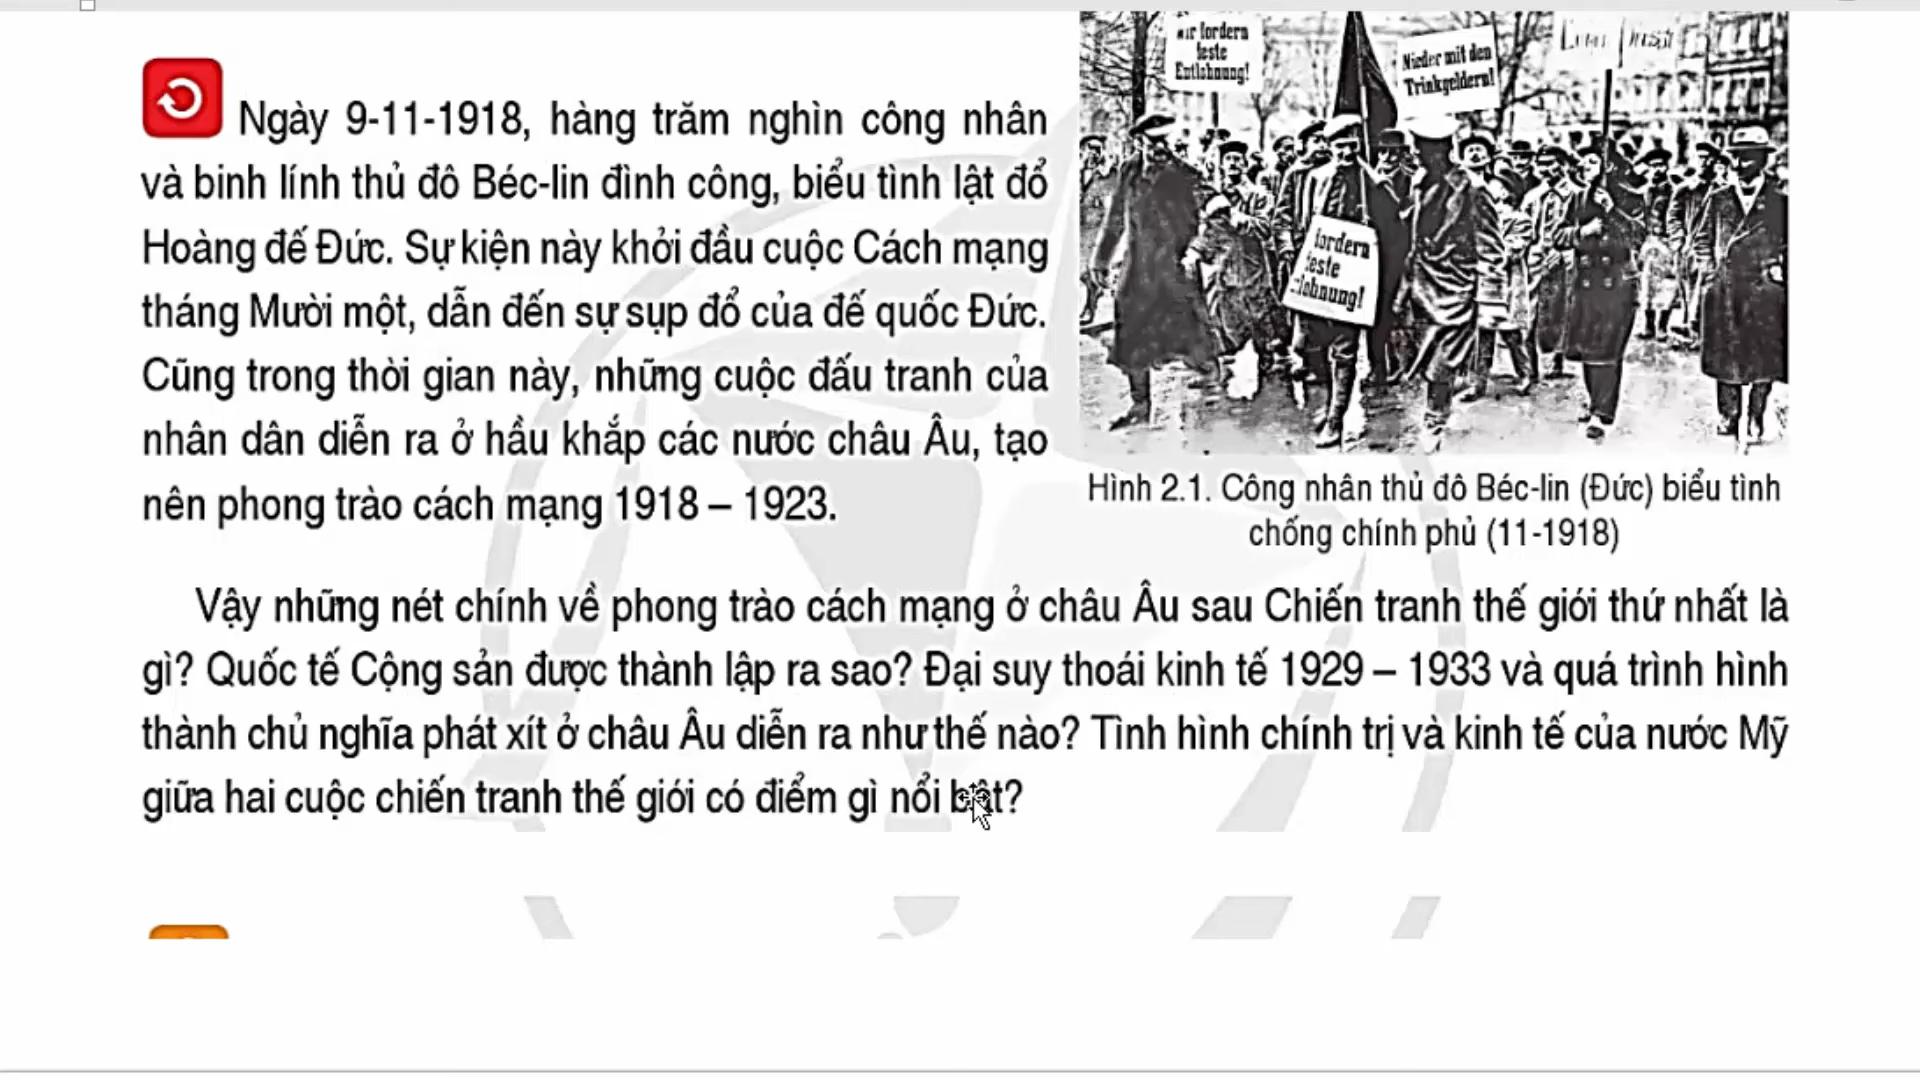 Wir fordern
feste
Entlohnung!
Nieder mit den
Trinkgeldern!
fordern
feste
Ngày 9-11-1918, hàng trăm nghìn công nhân
và binh lính thủ đô Béc-lin đình công, biểu tình lật đổ
Hoàng đế Đức. Sự kiện này khởi đầu cuộc Cách mạng
tháng Mười một, dẫn đến sự sụp đổ của đế quốc Đức.
Cũng trong thời gian này, những cuộc đấu tranh của
nhân dân diễn ra ở hầu khắp các nước châu Âu, tạo
nên phong trào cách mạng 1918 – 1923.
Hình 2.1. Công nhân thủ đô Béc-lin (Đức) biểu tình
chống chính phủ (11-1918)
Vậy những nét chính về phong trào cách mạng ở châu Âu sau Chiến tranh thế giới thứ nhất là
gì? Quốc tế Cộng sản được thành lập ra sao? Đại suy thoái kinh tế 1929 – 1933 và quá trình hình
thành chủ nghĩa phát xít ở châu Âu diễn ra như thế nào? Tình hình chính trị và kinh tế của nước Mỹ
giữa hai cuộc chiến tranh thế giới có điểm gì nổi bật?